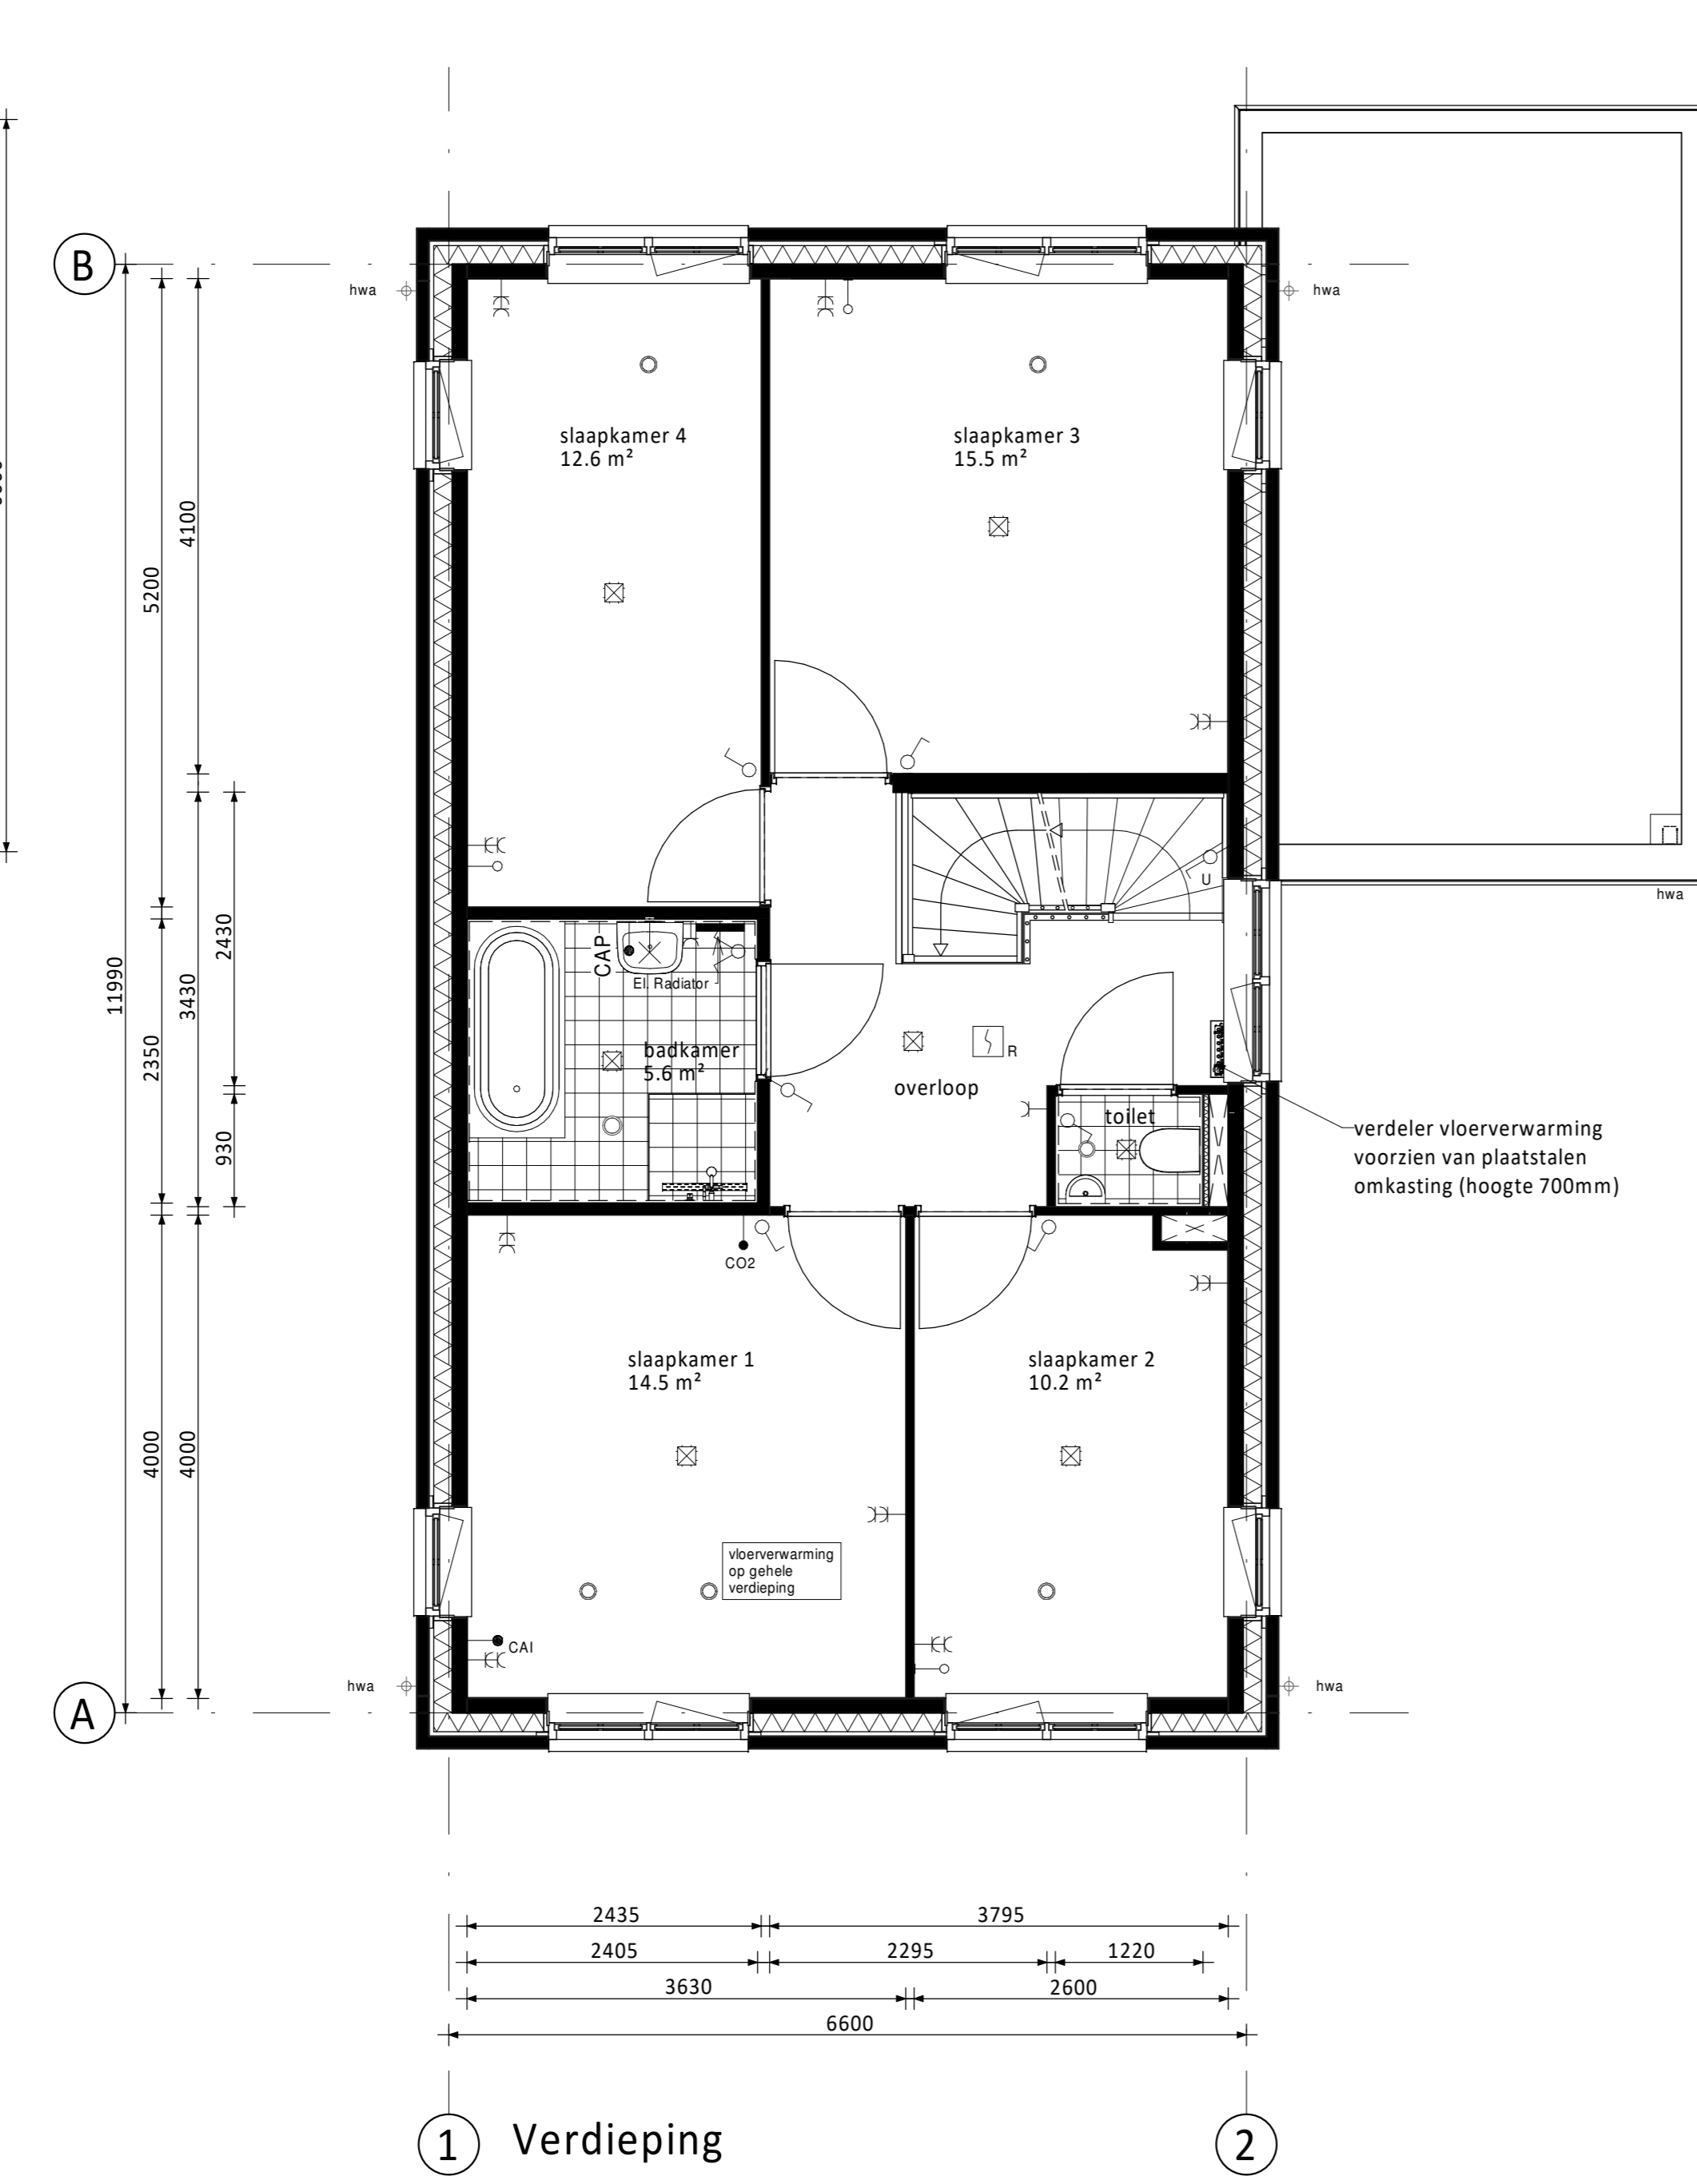 B
hwa
hwa
slaapkamer 4
12.6 m²
slaapkamer 3
15.5 m²
4100
5200
U
hwa
2430
CAP
El. Radiator
11990
3430
2350
badkamer
5.6 m²
R
overloop
toilet
930
verdeler vloerverwarming
voorzien van plaatstalen
omkasting (hoogte 700mm)
CO2
slaapkamer 1
14.5 m²
slaapkamer 2
10.2 m²
4000
4000
vloerverwarming
op gehele
verdieping
CAI
hwa
hwa
A
2435
3795
2405
2295
1220
3630
2600
6600
1
Verdieping
2